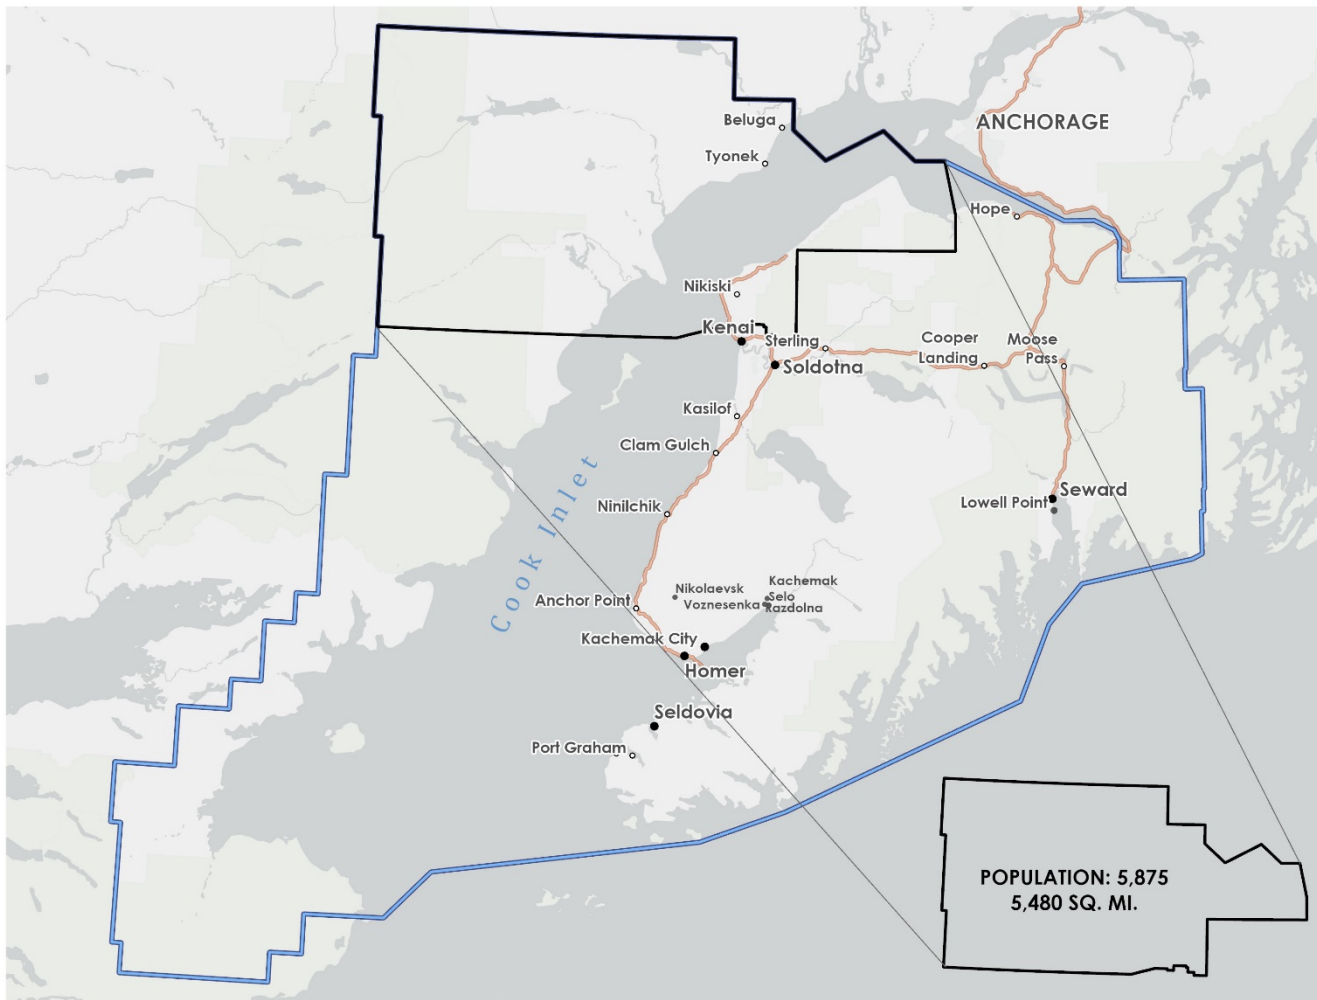 ANCHORAGE
Beluga
Tyonek
Hope
Nikiski
Kenai
Sterling
Cooper
Landing
Moose
Pass
Soldotna
Kasilof
Clam Gulch
Cook Inlet
Seward
Lowell Point
Ninilchik
Nikolaevsk
Kachemak
Selo
Voznesenka
Razdolna
Anchor Point
Kachemak City
Homer
Seldovia
Port Graham
POPULATION: 5,875
5,480 SQ. MI.